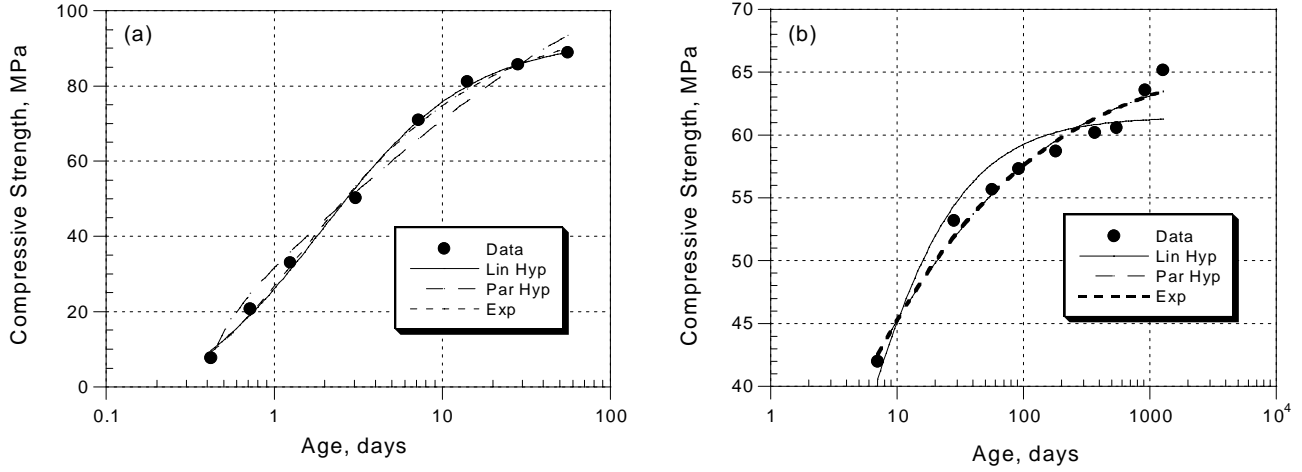 (a)
Compressive Strength, MPa
100
80
60
40
20
0
Data
Lin Hyp
Par Hyp
Exp
0.1 1 10 100
Age, days
(b)
Compressive Strength, MPa
70
65
60
55
50
45
40
Data
Lin Hyp
Par Hyp
Exp
1 10 100 1000 10⁴
Age, days